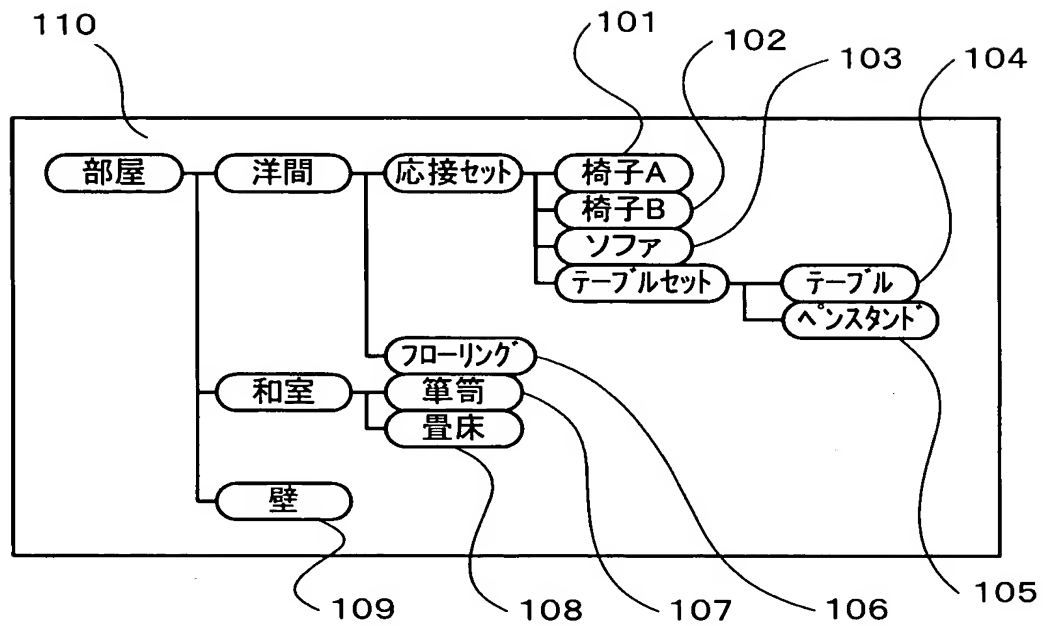 110
101
102
103
104
部屋
洋間
応接セット
椅子A
椅子B
ソファ
テーブルセット
テーブル
ペンスタンド
フローリング
和室
箪笥
畳床
壁
109
108
107
106
105